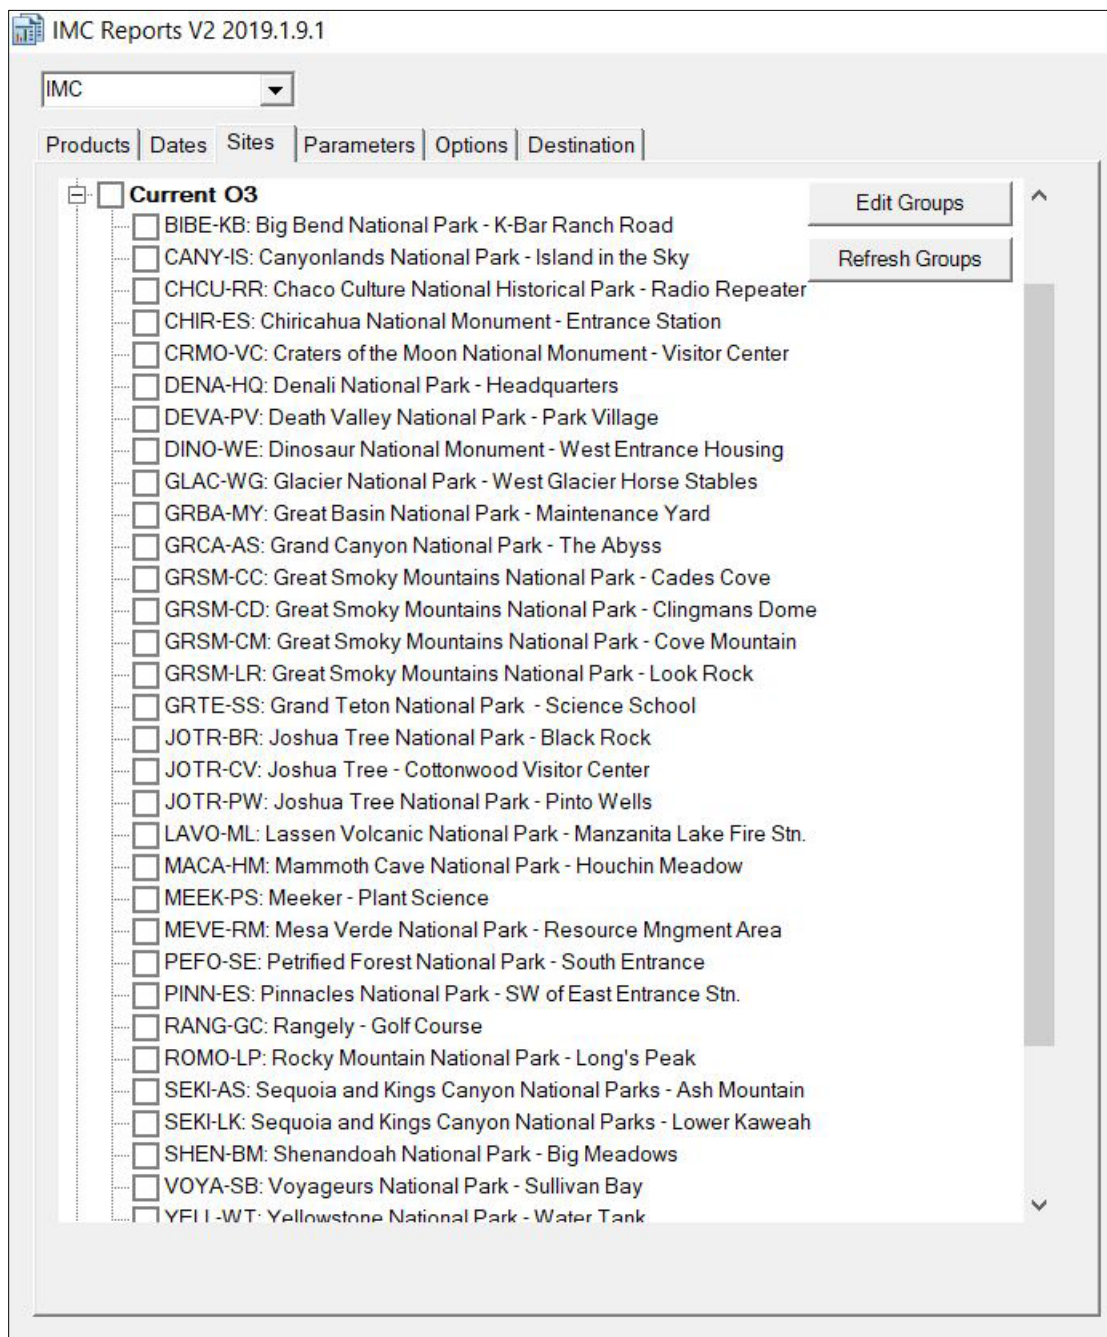 IMC Reports V2 2019.1.9.1
IMC
Products Dates Sites Parameters Options Destination
Current O3
Edit Groups
BIBE-KB: Big Bend National Park - K-Bar Ranch Road
CANY-IS: Canyonlands National Park - Island in the Sky
Refresh Groups
CHCU-RR: Chaco Culture National Historical Park - Radio Repeater
CHIR-ES: Chiricahua National Monument - Entrance Station
CRMO-VC: Craters of the Moon National Monument - Visitor Center
DENA-HQ: Denali National Park - Headquarters
DEVA-PV: Death Valley National Park - Park Village
DINO-WE: Dinosaur National Monument - West Entrance Housing
GLAC-WG: Glacier National Park - West Glacier Horse Stables
GRBA-MY: Great Basin National Park - Maintenance Yard
GRCA-AS: Grand Canyon National Park - The Abyss
GRSM-CC: Great Smoky Mountains National Park - Cades Cove
GRSM-CD: Great Smoky Mountains National Park - Clingmans Dome
GRSM-CM: Great Smoky Mountains National Park - Cove Mountain
GRSM-LR: Great Smoky Mountains National Park - Look Rock
GRTE-SS: Grand Teton National Park  - Science School
JOTR-BR: Joshua Tree National Park - Black Rock
JOTR-CV: Joshua Tree - Cottonwood Visitor Center
JOTR-PW: Joshua Tree National Park - Pinto Wells
LAVO-ML: Lassen Volcanic National Park - Manzanita Lake Fire Stn.
MACA-HM: Mammoth Cave National Park - Houchin Meadow
MEEK-PS: Meeker - Plant Science
MEVE-RM: Mesa Verde National Park - Resource Mngment Area
PEFO-SE: Petrified Forest National Park - South Entrance
PINN-ES: Pinnacles National Park - SW of East Entrance Stn.
RANG-GC: Rangely - Golf Course
ROMO-LP: Rocky Mountain National Park - Long's Peak
SEKI-AS: Sequoia and Kings Canyon National Parks - Ash Mountain
SEKI-LK: Sequoia and Kings Canyon National Parks - Lower Kaweah
SHEN-BM: Shenandoah National Park - Big Meadows
VOYA-SB: Voyageurs National Park - Sullivan Bay
YELL-WT: Yellowstone National Park - Water Tank